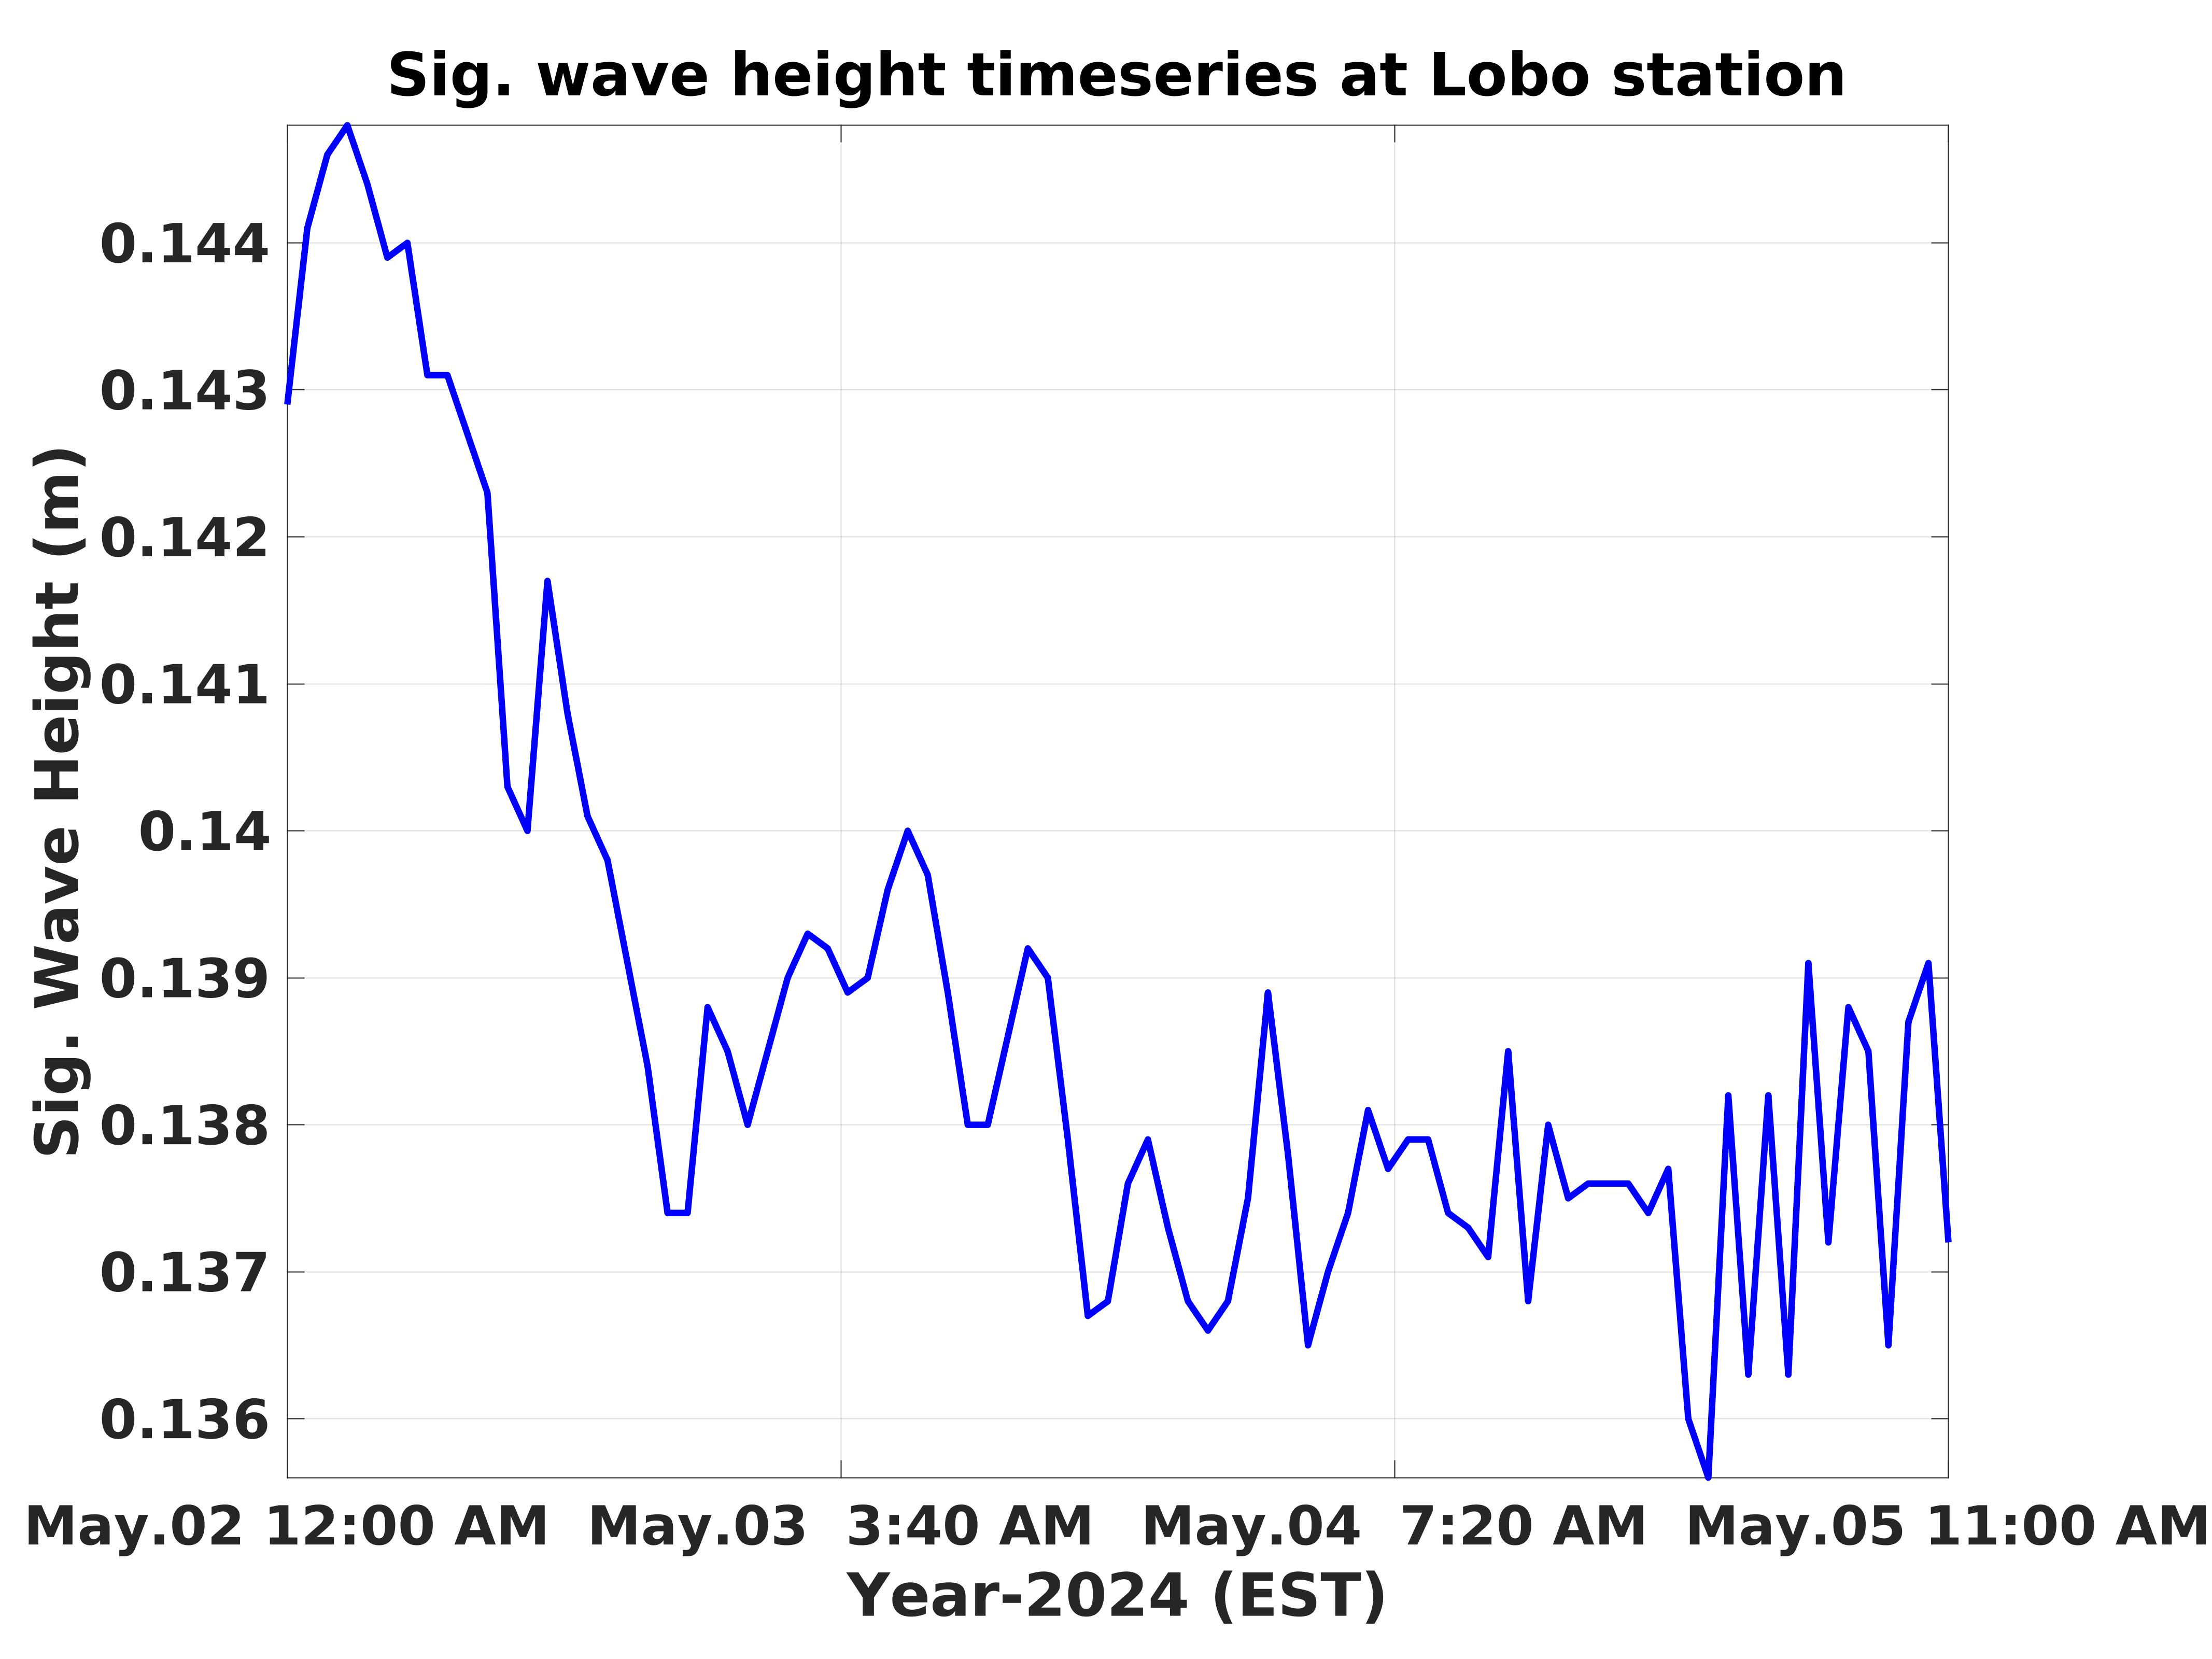 Sig. wave height timeseries at Lobo station
Sig. Wave Height (m)
0.144
0.143
0.142
0.141
0.14
0.139
0.138
0.137
0.136
May.02 12:00 AM May.03 3:40 AM May.04 7:20 AM May.05 11:00 AM
Year-2024 (EST)